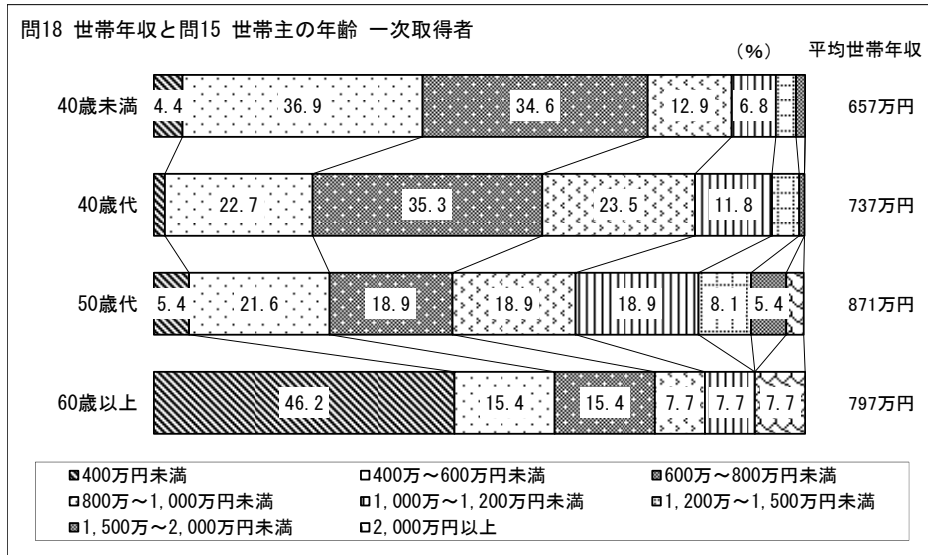 問18 世帯年収と問15 世帯主の年齢 一次取得者
(%) 平均世帯年収
40歳未満 4.4 36.9 34.6 12.9 6.8 657万円
40歳代 22.7 35.3 23.5 11.8 737万円
50歳代 5.4 21.6 18.9 18.9 18.9 8.1 5.4 871万円
60歳以上 46.2 15.4 15.4 7.7 7.7 7.7 797万円
400万円未満 400万～600万円未満 600万～800万円未満
800万～1,000万円未満 1,000万～1,200万円未満 1,200万～1,500万円未満
1,500万～2,000万円未満 2,000万円以上